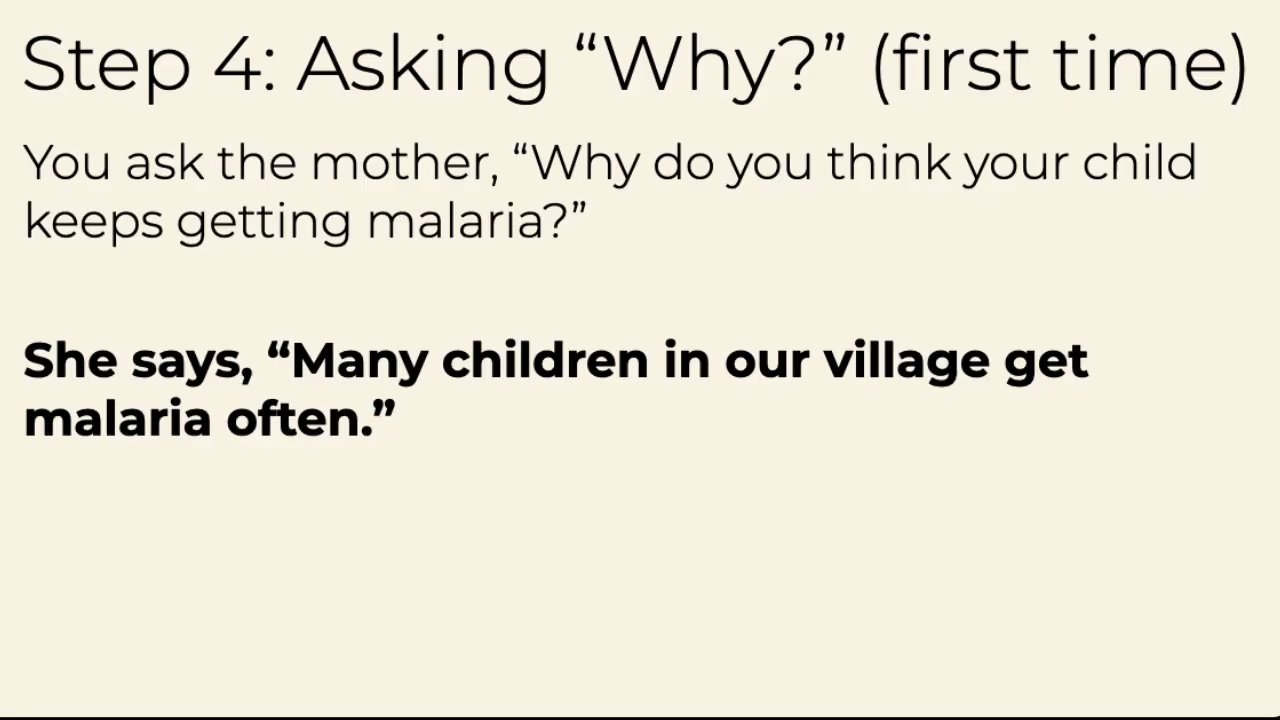 Step 4: Asking “Why?” (first time)
You ask the mother, “Why do you think your child
keeps getting malaria?”
She says, “Many children in our village get
malaria often.”